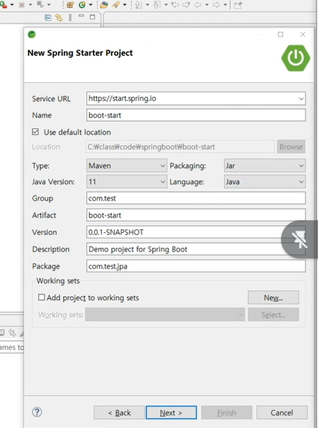 New Spring Starter Project
Service URL https://start.spring.io
Name boot-start
Use default location
Location C:₩class₩code₩springboot₩boot-start Browse
Type: Maven Packaging: Jar
Java Version: 11 Language: Java
Group com.test
Artifact boot-start
Version 0.0.1-SNAPSHOT
Description Demo project for Spring Boot
Package com.test.jpa
Working sets
Add project to working sets New...
Working sets: Select...
ames to
? < Back Next > Finish Cancel